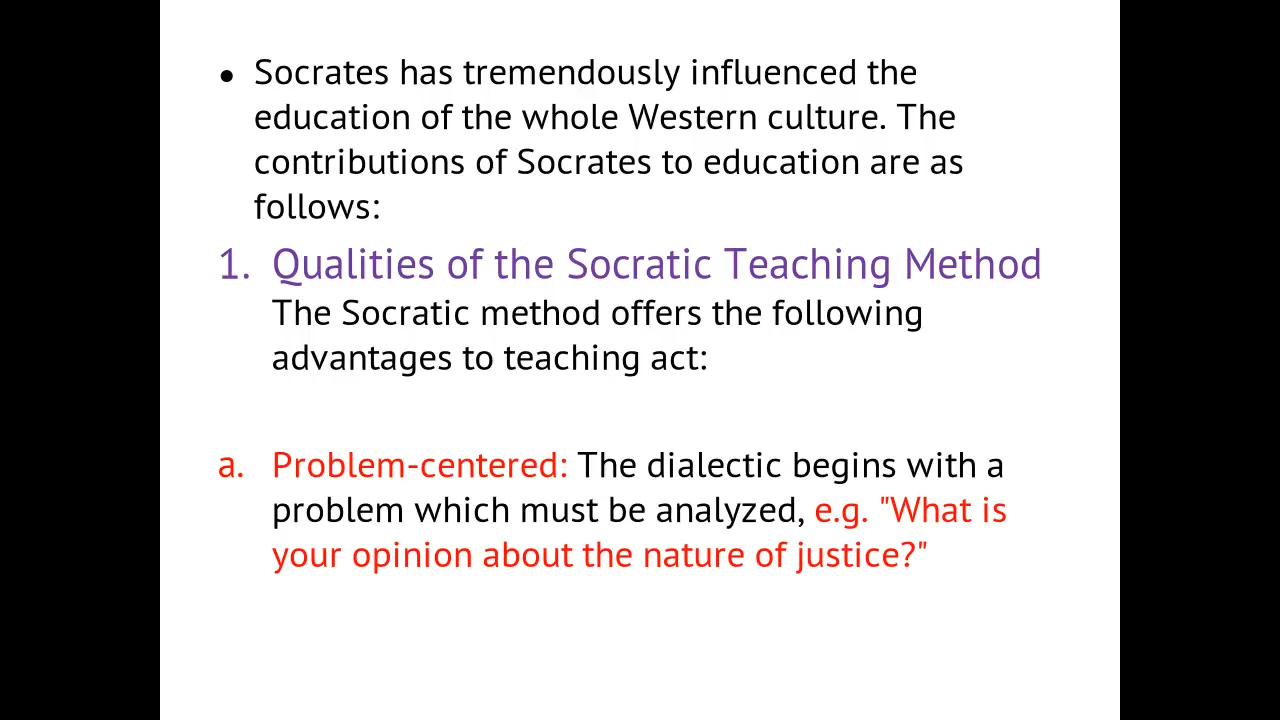 • Socrates has tremendously influenced the
education of the whole Western culture. The
contributions of Socrates to education are as
follows:
1. Qualities of the Socratic Teaching Method
The Socratic method offers the following
advantages to teaching act:
a. Problem-centered: The dialectic begins with a
problem which must be analyzed, e.g. "What is
your opinion about the nature of justice?"